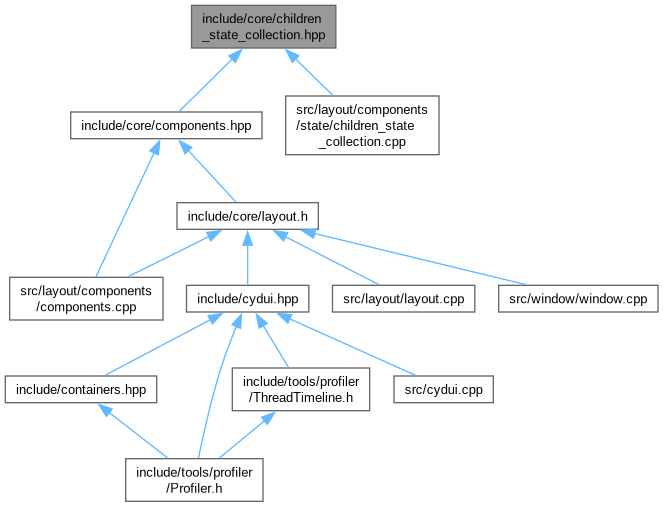 include/core/children
_state_collection.hpp
include/core/components.hpp
src/layout/components
/state/children_state
_collection.cpp
include/core/layout.h
src/layout/components
/components.cpp
include/cydui.hpp
src/layout/layout.cpp
src/window/window.cpp
include/containers.hpp
include/tools/profiler
/ThreadTimeline.h
src/cydui.cpp
include/tools/profiler
/Profiler.h